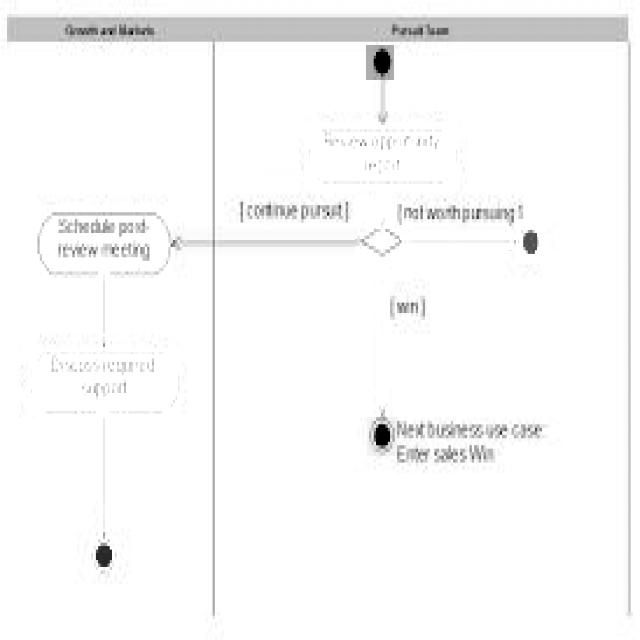 Growth and Markets
Pursuit Team
Review opportunity
report
[ continue pursuit ]
[ not worth pursuing ]
Schedule post-
review meeting
[ win ]
Discuss required
support
Next business use case:
Enter sales Win